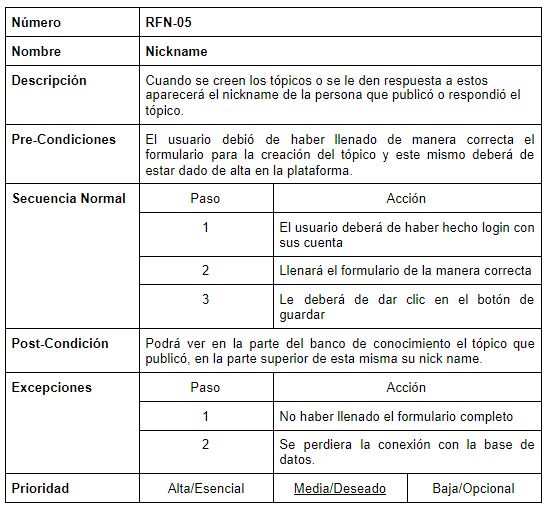 Número RFN-05
Nombre Nickname
Descripción Cuando se creen los tópicos o se le den respuesta a estos
aparecerá el nickname de la persona que publicó o respondió el
tópico.
Pre-Condiciones El usuario debió de haber llenado de manera correcta el
formulario para la creación del tópico y este mismo deberá de
estar dado de alta en la plataforma.
Secuencia Normal Paso Acción
1 El usuario deberá de haber hecho login con
sus cuenta
2 Llenará el formulario de la manera correcta
3 Le deberá de dar clic en el botón de
guardar
Post-Condición Podrá ver en la parte del banco de conocimiento el tópico que
publicó, en la parte superior de esta misma su nick name.
Excepciones Paso Acción
1 No haber llenado el formulario completo
2 Se perdiera la conexión con la base de
datos.
Prioridad Alta/Esencial Media/Deseado Baja/Opcional